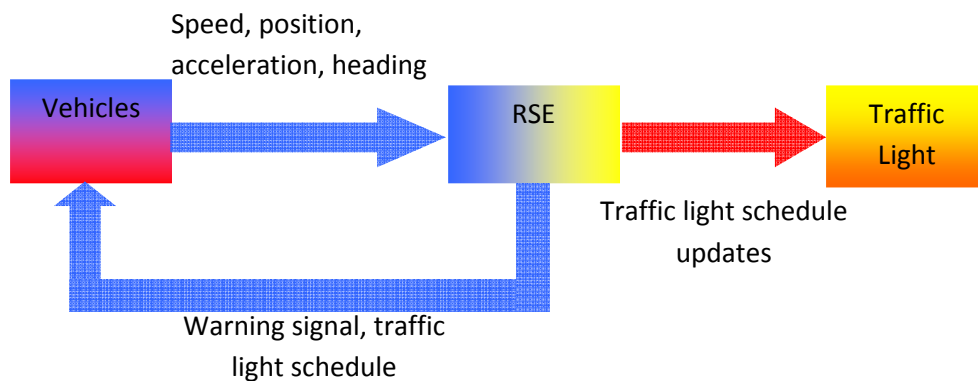 Speed, position,
acceleration, heading
Vehicles
RSE
Traffic
Light
Traffic light schedule
updates
Warning signal, traffic
light schedule